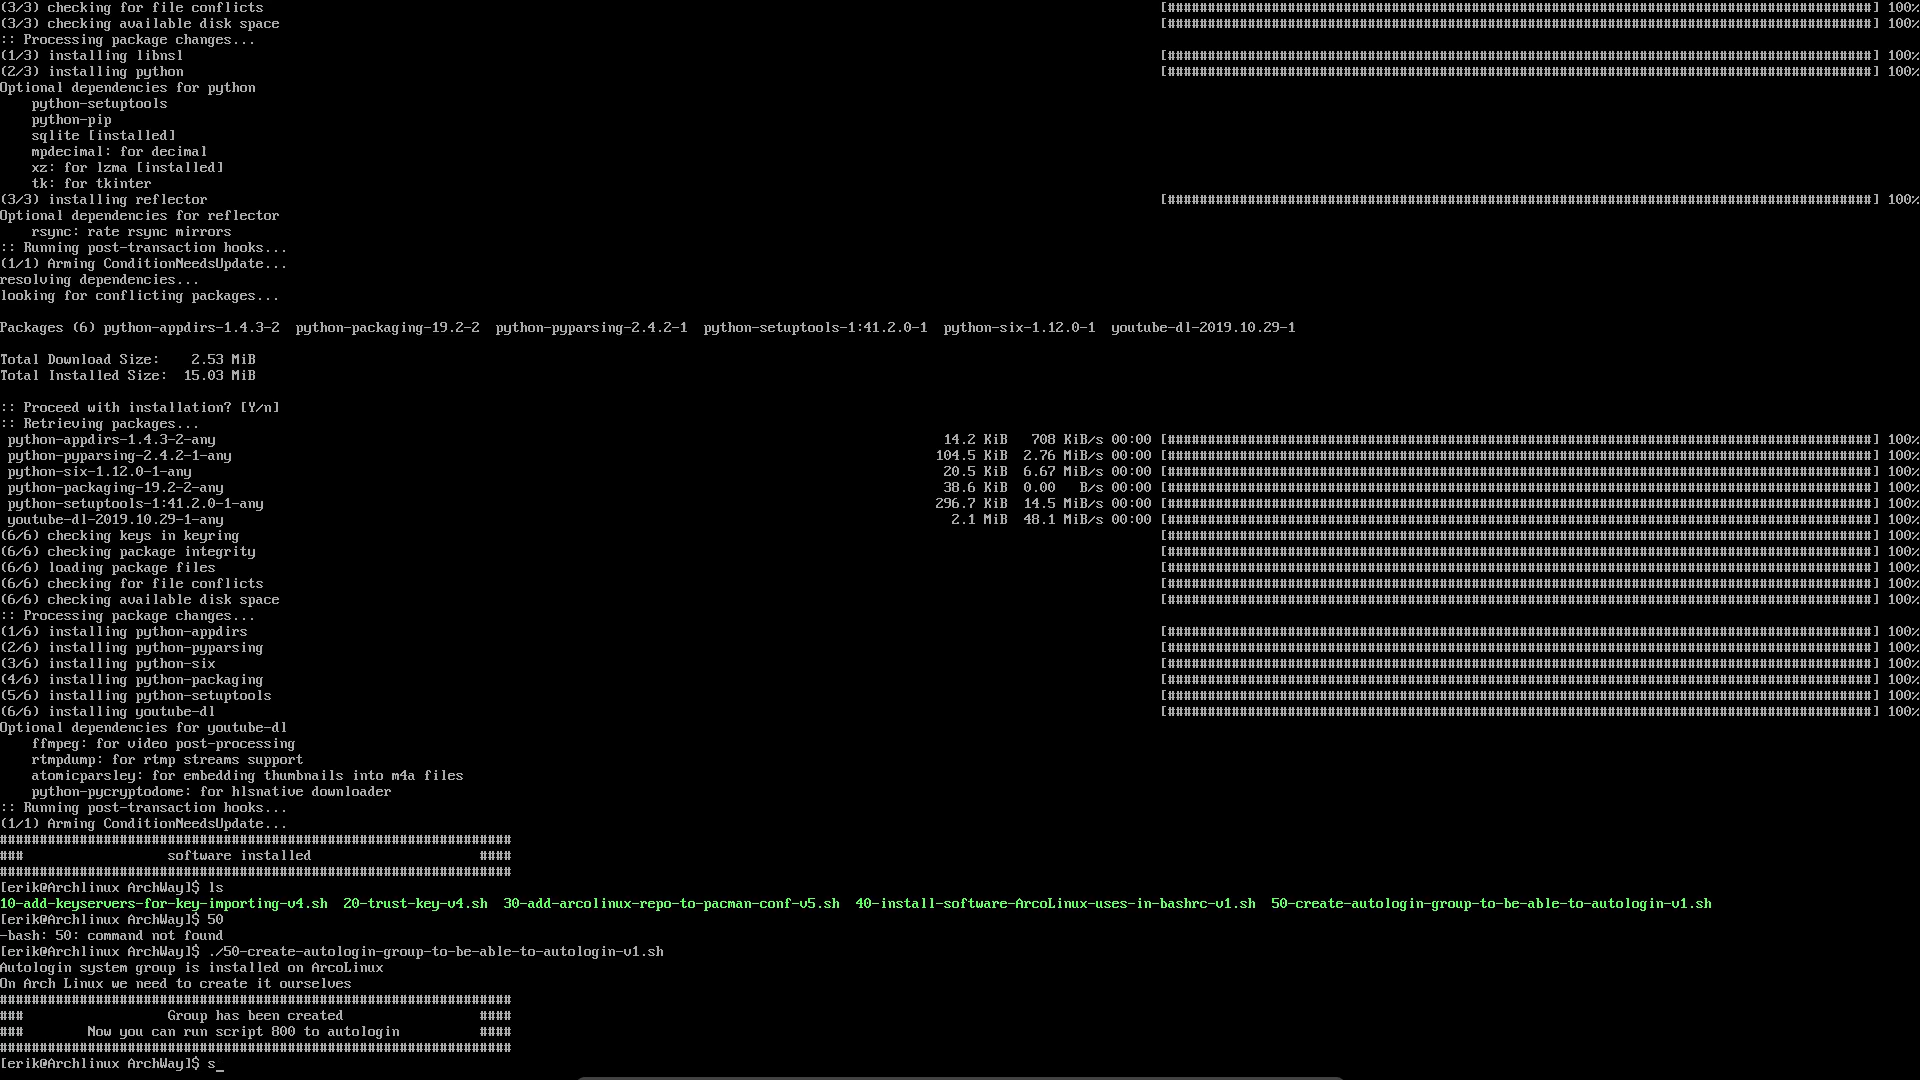 (3/3) checking for file conflicts [########################################################################################] 100%
(3/3) checking available disk space [########################################################################################] 100%
:: Processing package changes...
(1/3) installing libnsl [########################################################################################] 100%
(2/3) installing python [########################################################################################] 100%
Optional dependencies for python
    python-setuptools
    python-pip
    sqlite [installed]
    mpdecimal: for decimal
    xz: for lzma [installed]
    tk: for tkinter
(3/3) installing reflector [########################################################################################] 100%
Optional dependencies for reflector
    rsync: rate rsync mirrors
:: Running post-transaction hooks...
(1/1) Arming ConditionNeedsUpdate...
resolving dependencies...
looking for conflicting packages...
Packages (6) python-appdirs-1.4.3-2  python-packaging-19.2-2  python-pyparsing-2.4.2-1  python-setuptools-1:41.2.0-1  python-six-1.12.0-1  youtube-dl-2019.10.29-1
Total Download Size:    2.53 MiB
Total Installed Size:  15.03 MiB
:: Proceed with installation? [Y/n]
:: Retrieving packages...
 python-appdirs-1.4.3-2-any 14.2 KiB   708 KiB/s 00:00 [########################################################################################] 100%
 python-pyparsing-2.4.2-1-any 104.5 KiB  2.76 MiB/s 00:00 [########################################################################################] 100%
 python-six-1.12.0-1-any 20.5 KiB  6.67 MiB/s 00:00 [########################################################################################] 100%
 python-packaging-19.2-2-any 38.6 KiB  0.00   B/s 00:00 [########################################################################################] 100%
 python-setuptools-1:41.2.0-1-any 296.7 KiB  14.5 MiB/s 00:00 [########################################################################################] 100%
 youtube-dl-2019.10.29-1-any 2.1 MiB  48.1 MiB/s 00:00 [########################################################################################] 100%
(6/6) checking keys in keyring [########################################################################################] 100%
(6/6) checking package integrity [########################################################################################] 100%
(6/6) loading package files [########################################################################################] 100%
(6/6) checking for file conflicts [########################################################################################] 100%
(6/6) checking available disk space [########################################################################################] 100%
:: Processing package changes...
(1/6) installing python-appdirs [########################################################################################] 100%
(2/6) installing python-pyparsing [########################################################################################] 100%
(3/6) installing python-six [########################################################################################] 100%
(4/6) installing python-packaging [########################################################################################] 100%
(5/6) installing python-setuptools [########################################################################################] 100%
(6/6) installing youtube-dl [########################################################################################] 100%
Optional dependencies for youtube-dl
    ffmpeg: for video post-processing
    rtmpdump: for rtmp streams support
    atomicparsley: for embedding thumbnails into m4a files
    python-pycryptodome: for hlsnative downloader
:: Running post-transaction hooks...
(1/1) Arming ConditionNeedsUpdate...
################################################################
###                  software installed                     ####
################################################################
[erik@Archlinux ArchWay]$ ls
10-add-keyservers-for-key-importing-v4.sh  20-trust-key-v4.sh  30-add-arcolinux-repo-to-pacman-conf-v5.sh  40-install-software-ArcoLinux-uses-in-bashrc-v1.sh  50-create-autologin-group-to-be-able-to-autologin-v1.sh
[erik@Archlinux ArchWay]$ 50
-bash: 50: command not found
[erik@Archlinux ArchWay]$ ./50-create-autologin-group-to-be-able-to-autologin-v1.sh
Autologin system group is installed on ArcoLinux
On Arch Linux we need to create it ourselves
################################################################
###                  Group has been created                 ####
###        Now you can run script 800 to autologin          ####
################################################################
[erik@Archlinux ArchWay]$ s_